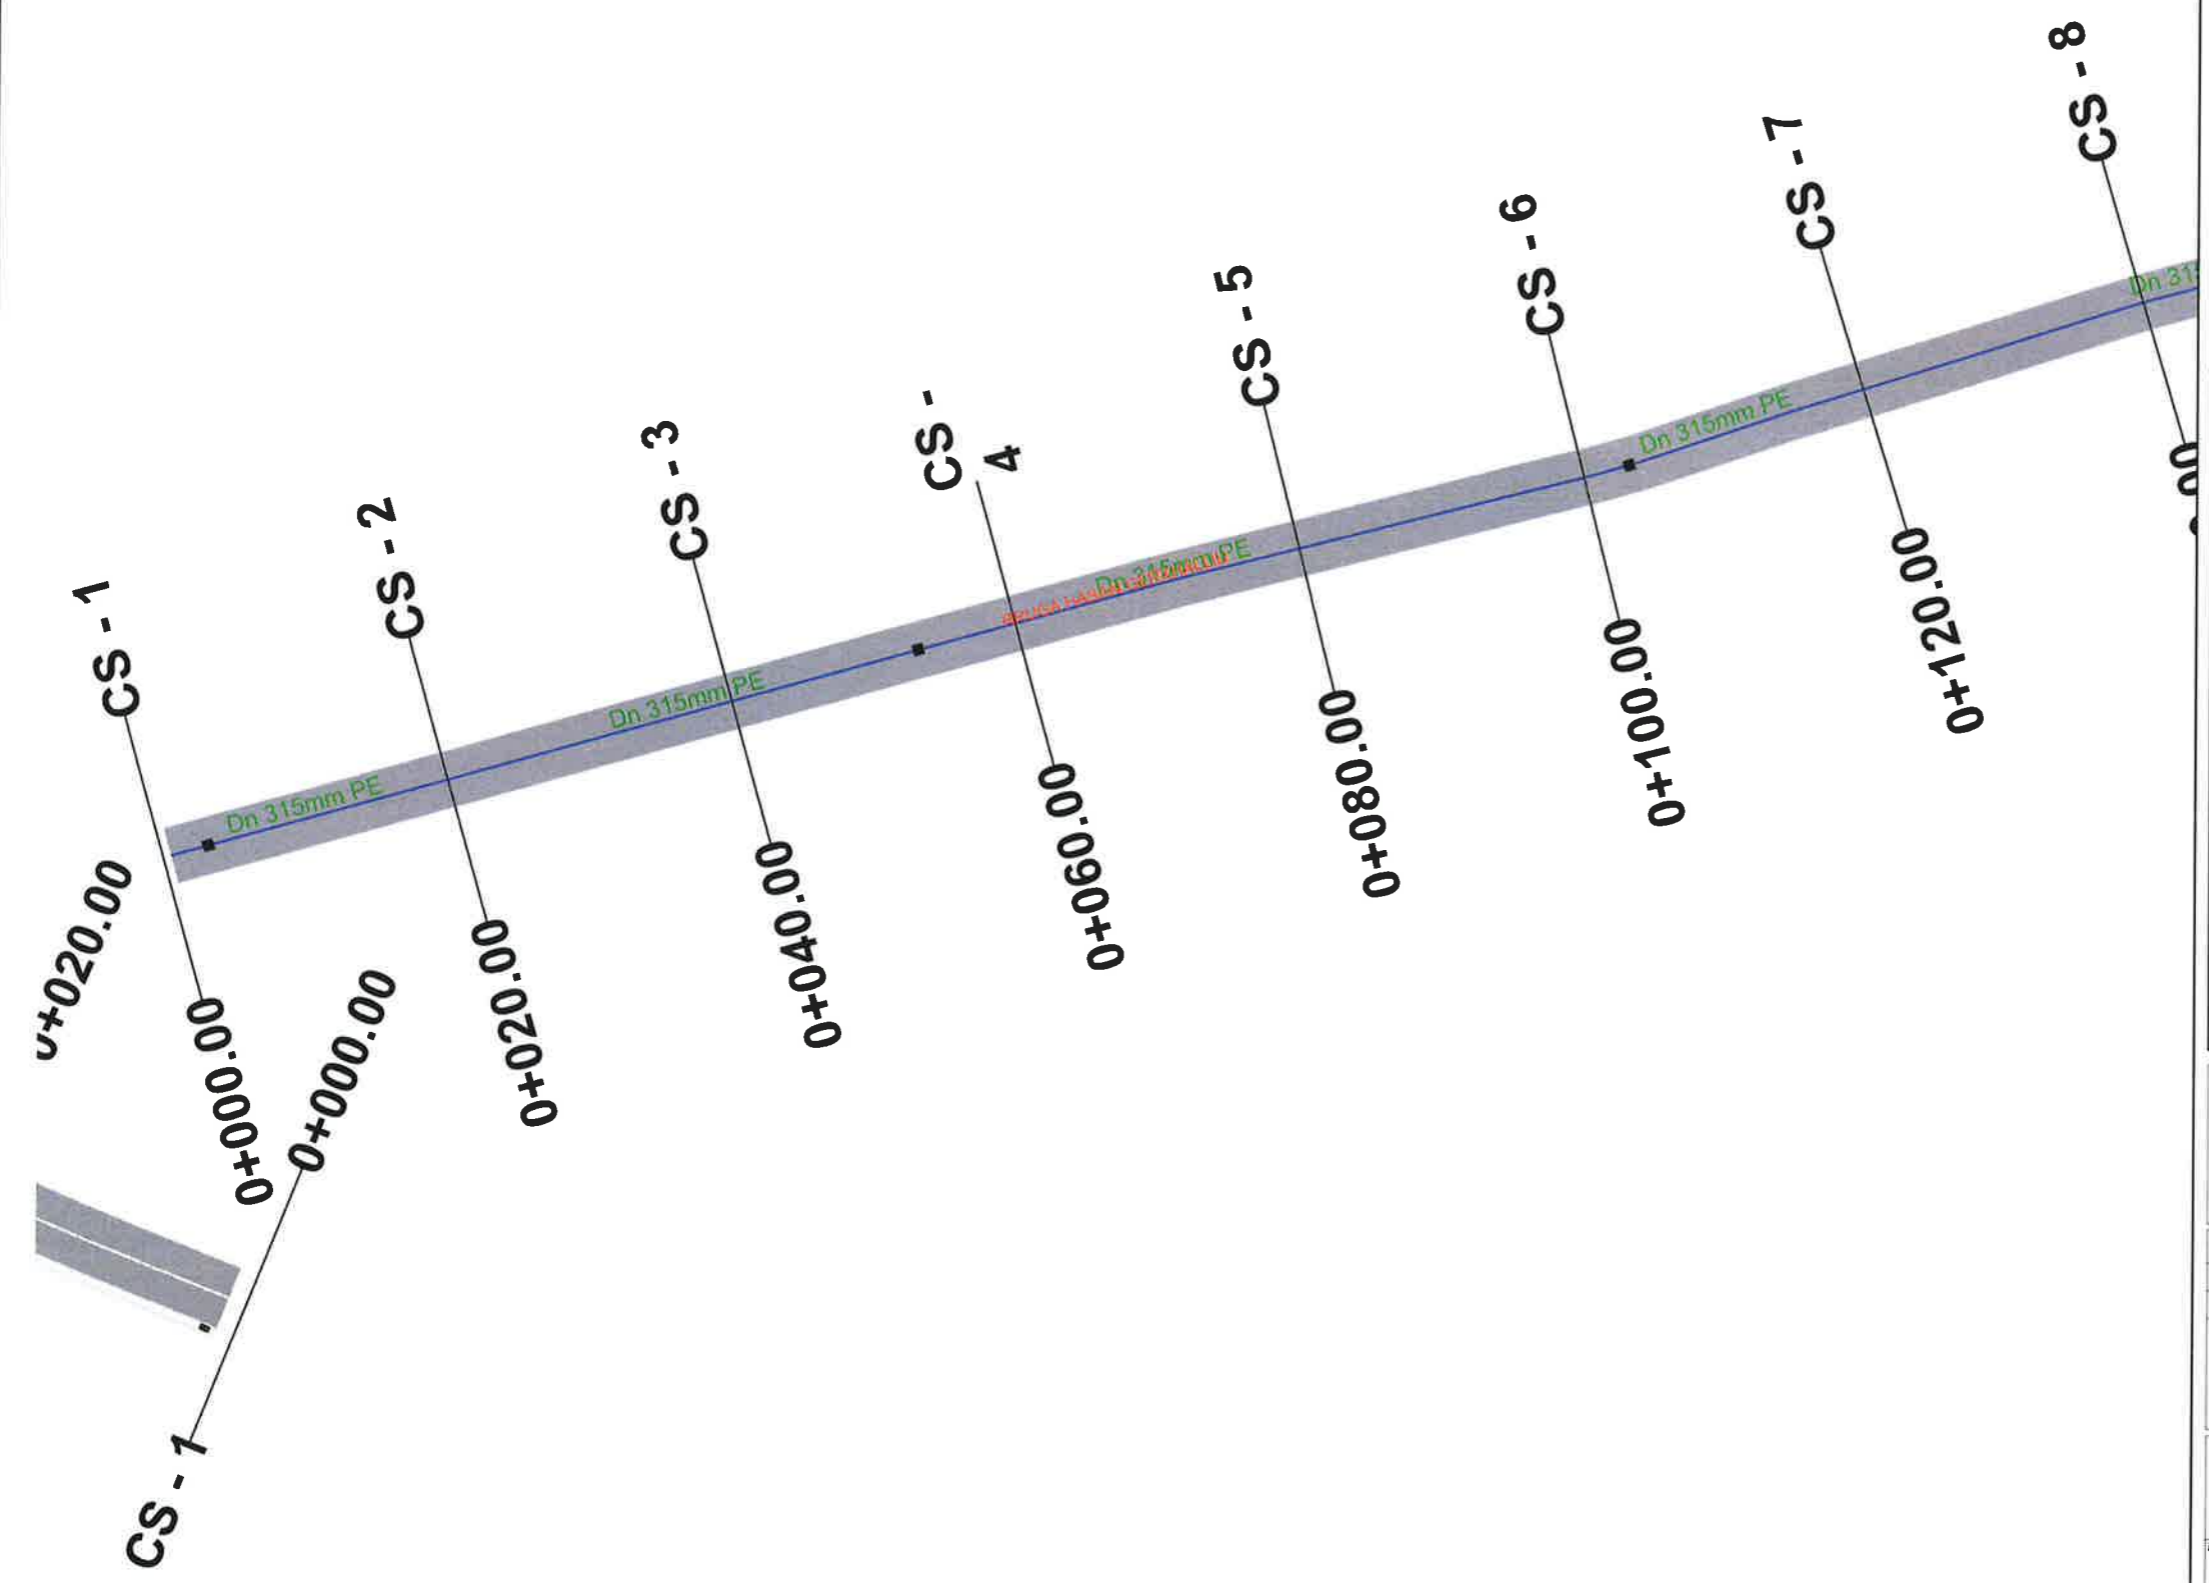 CS - 1
CS - 2
CS - 3
CS -
4
CS - 5
CS - 6
CS - 7
CS - 8
Dn 315mm PE
Dn 315mm PE
Dn 315mm PE
Dn 315mm PE
Dn 315
0+000.00
0+020.00
0+040.00
0+060.00
0+080.00
0+100.00
0+120.00
0+020.00
0+000.00
CS - 1